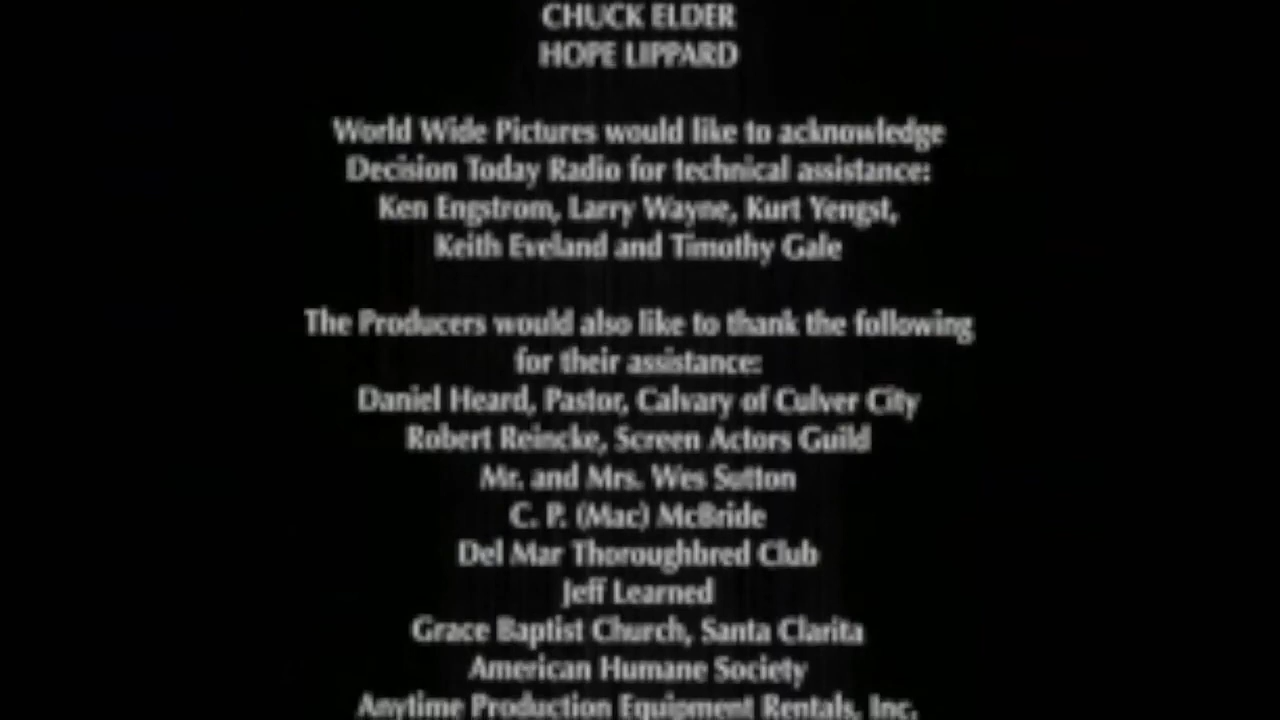 CHUCK ELDER
HOPE LIPPARD
World Wide Pictures would like to acknowledge
Decision Today Radio for technical assistance:
Ken Engstrom, Larry Wayne, Kurt Yengst,
Keith Eveland and Timothy Gale
The Producers would also like to thank the following
for their assistance:
Daniel Heard, Pastor, Calvary of Culver City
Robert Reincke, Screen Actors Guild
Mr. and Mrs. Wes Sutton
C. P. (Mac) McBride
Del Mar Thoroughbred Club
Jeff Learned
Grace Baptist Church, Santa Clarita
American Humane Society
Anytime Production Equipment Rentals, Inc.